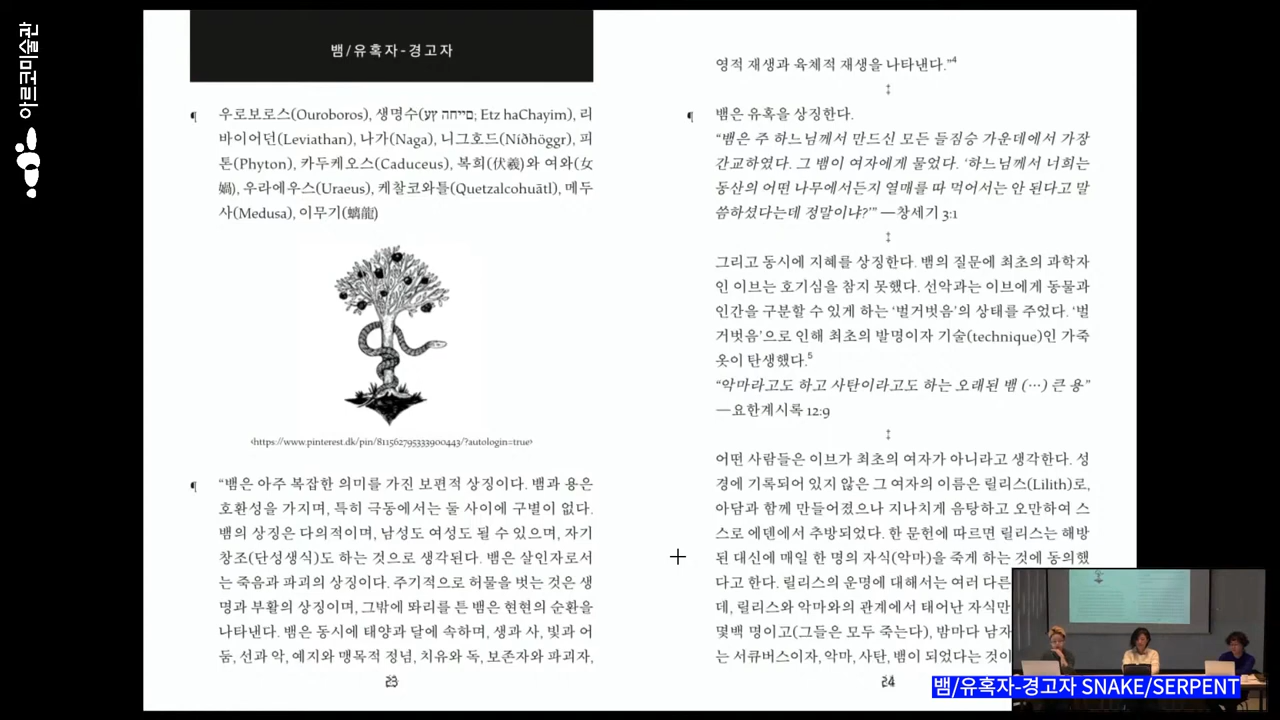 아르코미술관
뱀/유혹자-경고자
¶ 우로보로스(Ouroboros), 생명수(עץ החיים; Etz haChayim), 리
바이어던(Leviathan), 나가(Naga), 니그호드(Níðhöggr), 피
톤(Phyton), 카두케오스(Caduceus), 복희(伏羲)와 여와(女
媧), 우라에우스(Uraeus), 케찰코와틀(Quetzalcohuātl), 메두
사(Medusa), 이무기(螭龍)
‹https://www.pinterest.dk/pin/811562795333900443/?autologin=true›
¶ “뱀은 아주 복잡한 의미를 가진 보편적 상징이다. 뱀과 용은
호환성을 가지며, 특히 극동에서는 둘 사이에 구별이 없다.
뱀의 상징은 다의적이며, 남성도 여성도 될 수 있으며, 자기
창조(단성생식)도 하는 것으로 생각된다. 뱀은 살인자로서
는 죽음과 파괴의 상징이다. 주기적으로 허물을 벗는 것은 생
명과 부활의 상징이며, 그밖에 똬리를 튼 뱀은 현현의 순환을
나타낸다. 뱀은 동시에 태양과 달에 속하며, 생과 사, 빛과 어
둠, 선과 악, 예지와 맹목적 정념, 치유와 독, 보존자와 파괴자,
23
영적 재생과 육체적 재생을 나타낸다.”4
‡
¶ 뱀은 유혹을 상징한다.
“뱀은 주 하느님께서 만드신 모든 들짐승 가운데에서 가장
간교하였다. 그 뱀이 여자에게 물었다. ‘하느님께서 너희는
동산의 어떤 나무에서든지 열매를 따 먹어서는 안 된다고 말
씀하셨다는데 정말이냐?’” —창세기 3:1
‡
그리고 동시에 지혜를 상징한다. 뱀의 질문에 최초의 과학자
인 이브는 호기심을 참지 못했다. 선악과는 이브에게 동물과
인간을 구분할 수 있게 하는 ‘벌거벗음’의 상태를 주었다. ‘벌
거벗음’으로 인해 최초의 발명이자 기술(technique)인 가죽
옷이 탄생했다.5
“악마라고도 하고 사탄이라고도 하는 오래된 뱀 (…) 큰 용”
—요한계시록 12:9
‡
어떤 사람들은 이브가 최초의 여자가 아니라고 생각한다. 성
경에 기록되어 있지 않은 그 여자의 이름은 릴리스(Lilith)로,
아담과 함께 만들어졌으나 지나치게 음탕하고 오만하여 스
스로 에덴에서 추방되었다. 한 문헌에 따르면 릴리스는 해방
된 대신에 매일 한 명의 자식(악마)을 죽게 하는 것에 동의했
다고 한다. 릴리스의 운명에 대해서는 여러 다른
데, 릴리스와 악마와의 관계에서 태어난 자식만
몇백 명이고(그들은 모두 죽는다), 밤마다 남자
는 서큐버스이자, 악마, 사탄, 뱀이 되었다는 것이
24
뱀/유혹자-경고자 SNAKE/SERPENT